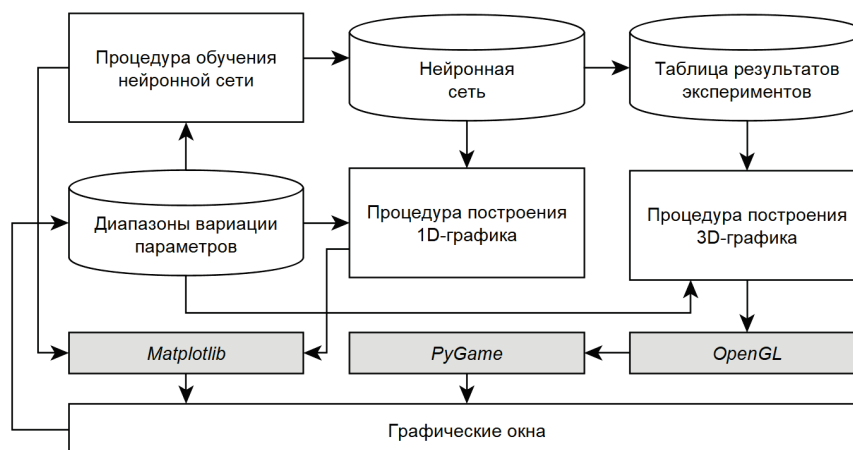 Процедура обучения
нейронной сети
Нейронная
сеть
Таблица результатов
экспериментов
Диапазоны вариации
параметров
Процедура построения
1D-графика
Процедура построения
3D-графика
Matplotlib
PyGame
OpenGL
Графические окна